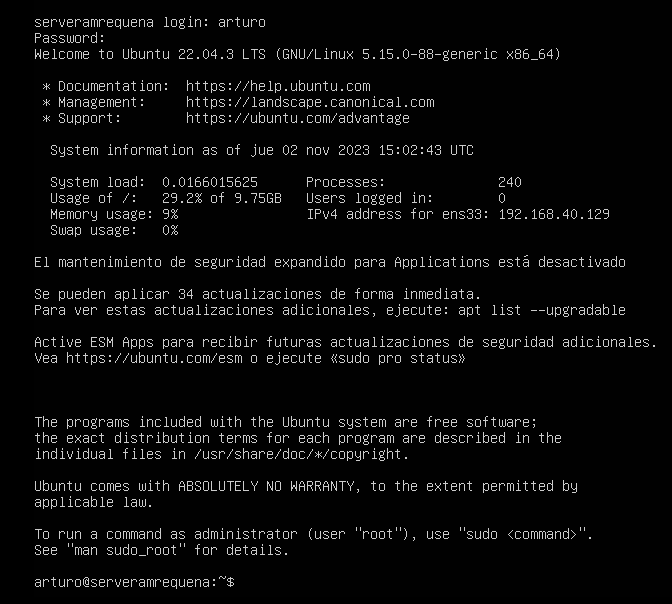 serveramrequena login: arturo
Password:
Welcome to Ubuntu 22.04.3 LTS (GNU/Linux 5.15.0-88-generic x86_64)
* Documentation:  https://help.ubuntu.com
* Management:     https://landscape.canonical.com
* Support:        https://ubuntu.com/advantage
System information as of jue 02 nov 2023 15:02:43 UTC
System load:  0.0166015625      Processes:              240
Usage of /:   29.2% of 9.75GB   Users logged in:        0
Memory usage: 9%                IPv4 address for ens33: 192.168.40.129
Swap usage:   0%
El mantenimiento de seguridad expandido para Applications está desactivado
Se pueden aplicar 34 actualizaciones de forma inmediata.
Para ver estas actualizaciones adicionales, ejecute: apt list --upgradable
Active ESM Apps para recibir futuras actualizaciones de seguridad adicionales.
Vea https://ubuntu.com/esm o ejecute «sudo pro status»
The programs included with the Ubuntu system are free software;
the exact distribution terms for each program are described in the
individual files in /usr/share/doc/*/copyright.
Ubuntu comes with ABSOLUTELY NO WARRANTY, to the extent permitted by
applicable law.
To run a command as administrator (user "root"), use "sudo <command>".
See "man sudo_root" for details.
arturo@serveramrequena:~$